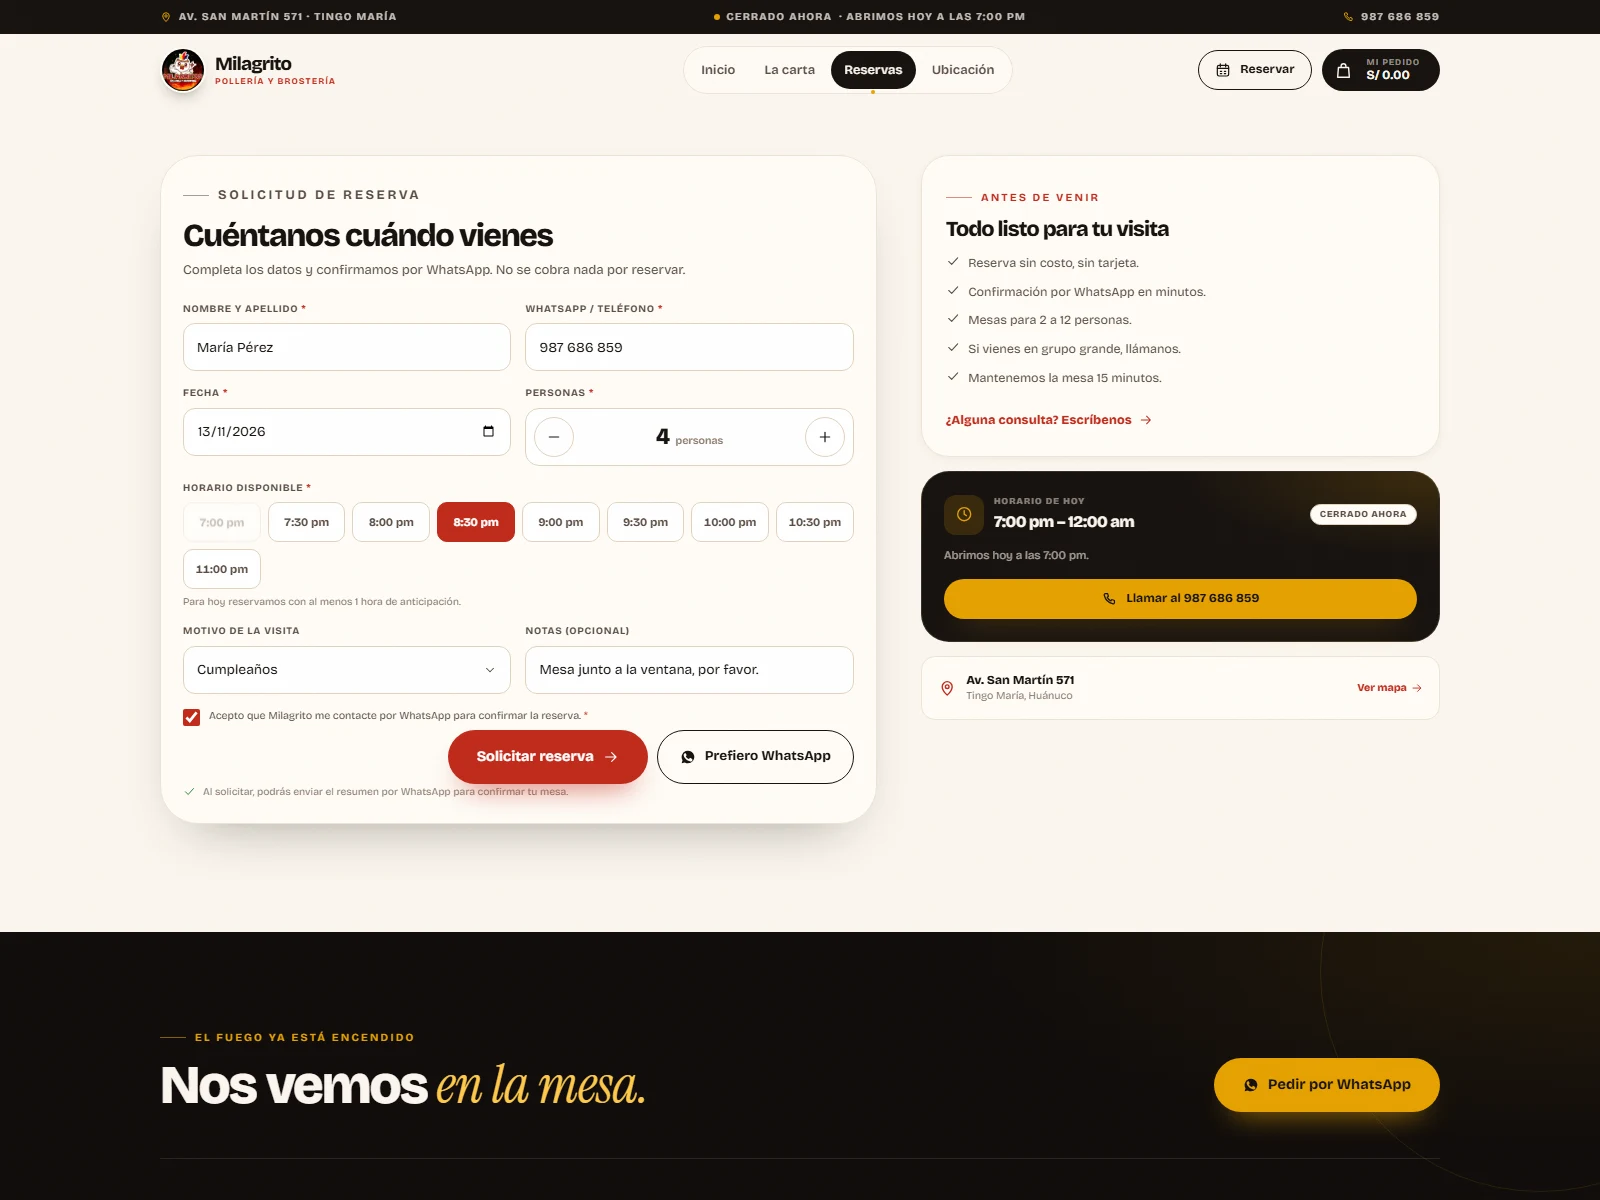 AV. SAN MARTÍN 571 · TINGO MARÍA
CERRADO AHORA · ABRIMOS HOY A LAS 7:00 PM
987 686 859
Milagrito
POLLERÍA Y BROSTERÍA
Inicio
La carta
Reservas
Ubicación
Reservar
MI PEDIDO
S/ 0.00
SOLICITUD DE RESERVA
Cuéntanos cuándo vienes
Completa los datos y confirmamos por WhatsApp. No se cobra nada por reservar.
NOMBRE Y APELLIDO *
WHATSAPP / TELÉFONO *
María Pérez
987 686 859
FECHA *
PERSONAS *
13/11/2026
4 personas
HORARIO DISPONIBLE *
7:00 pm
7:30 pm
8:00 pm
8:30 pm
9:00 pm
9:30 pm
10:00 pm
10:30 pm
11:00 pm
Para hoy reservamos con al menos 1 hora de anticipación.
MOTIVO DE LA VISITA
NOTAS (OPCIONAL)
Cumpleaños
Mesa junto a la ventana, por favor.
Acepto que Milagrito me contacte por WhatsApp para confirmar la reserva. *
Solicitar reserva
Prefiero WhatsApp
Al solicitar, podrás enviar el resumen por WhatsApp para confirmar tu mesa.
ANTES DE VENIR
Todo listo para tu visita
Reserva sin costo, sin tarjeta.
Confirmación por WhatsApp en minutos.
Mesas para 2 a 12 personas.
Si vienes en grupo grande, llámanos.
Mantenemos la mesa 15 minutos.
¿Alguna consulta? Escríbenos
HORARIO DE HOY
7:00 pm – 12:00 am
CERRADO AHORA
Abrimos hoy a las 7:00 pm.
Llamar al 987 686 859
Av. San Martín 571
Tingo María, Huánuco
Ver mapa
EL FUEGO YA ESTÁ ENCENDIDO
Nos vemos en la mesa.
Pedir por WhatsApp